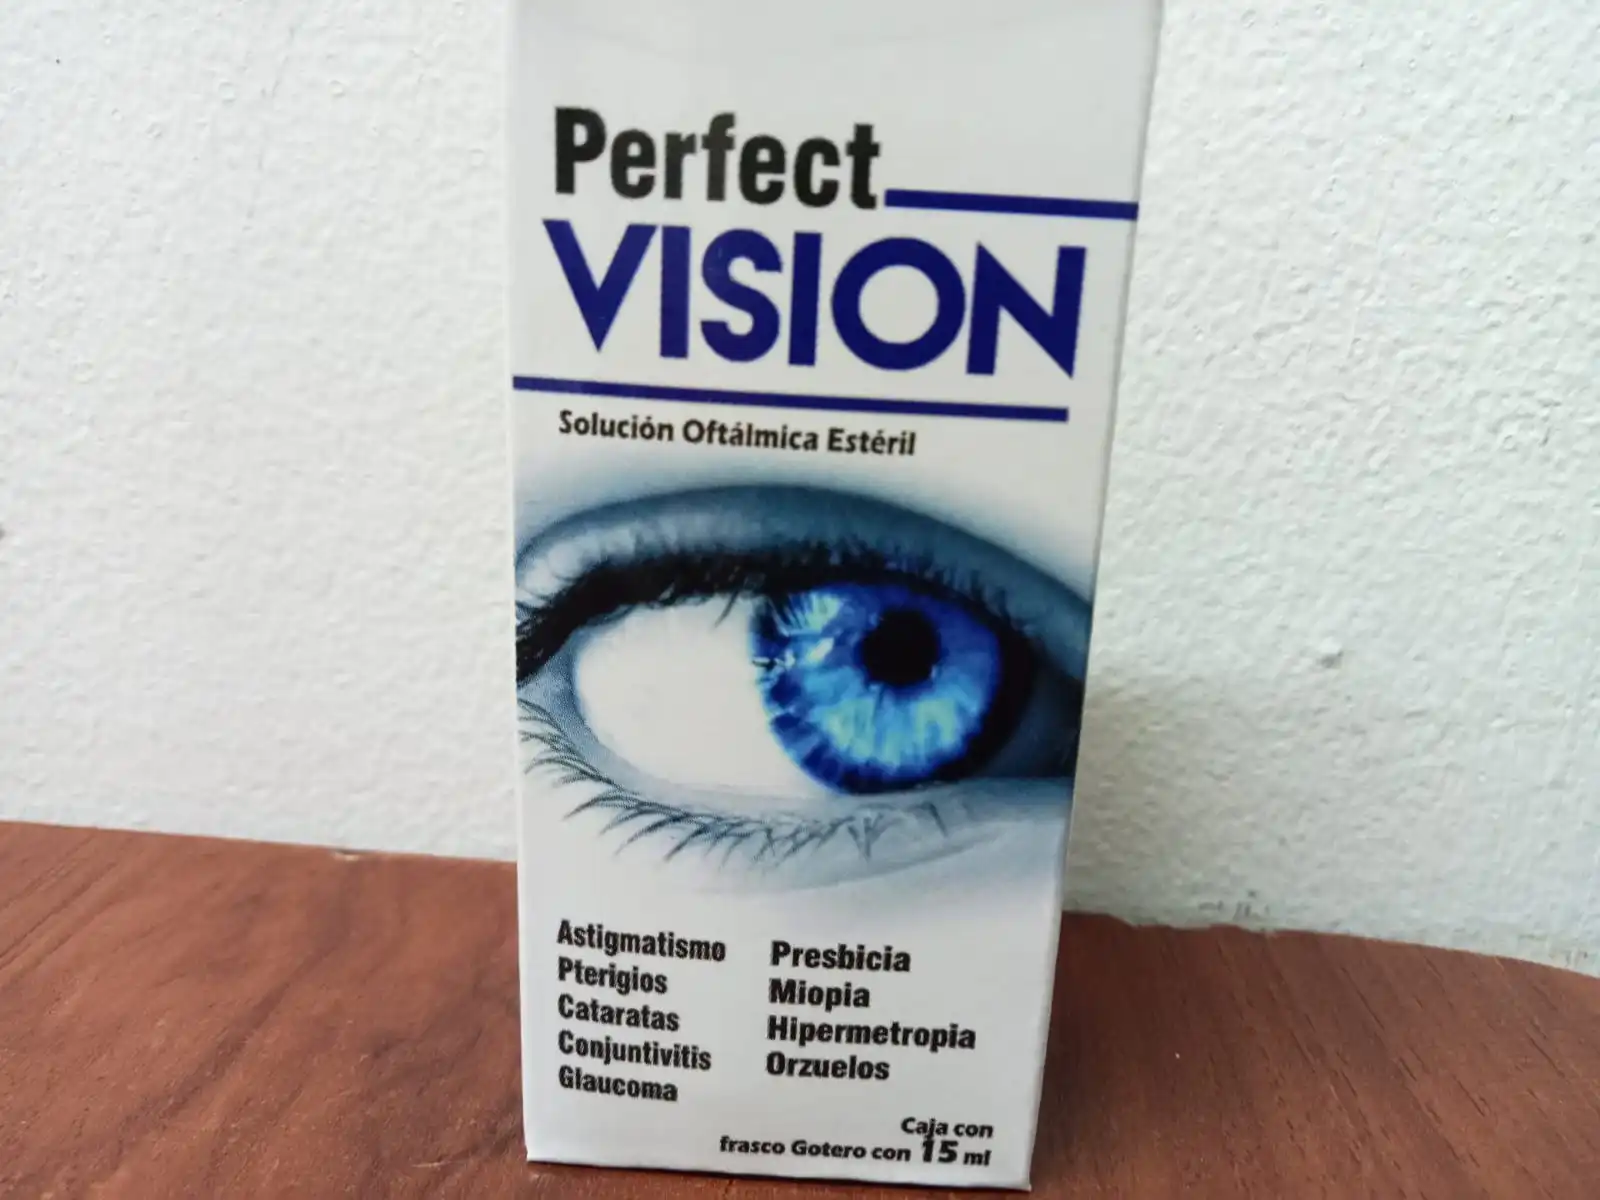 Perfect
VISION
Solución Oftálmica Estéril
Astigmatismo
Pterigios
Cataratas
Conjuntivitis
Glaucoma
Presbicia
Miopia
Hipermetropia
Orzuelos
Caja con
frasco Gotero con 15 ml